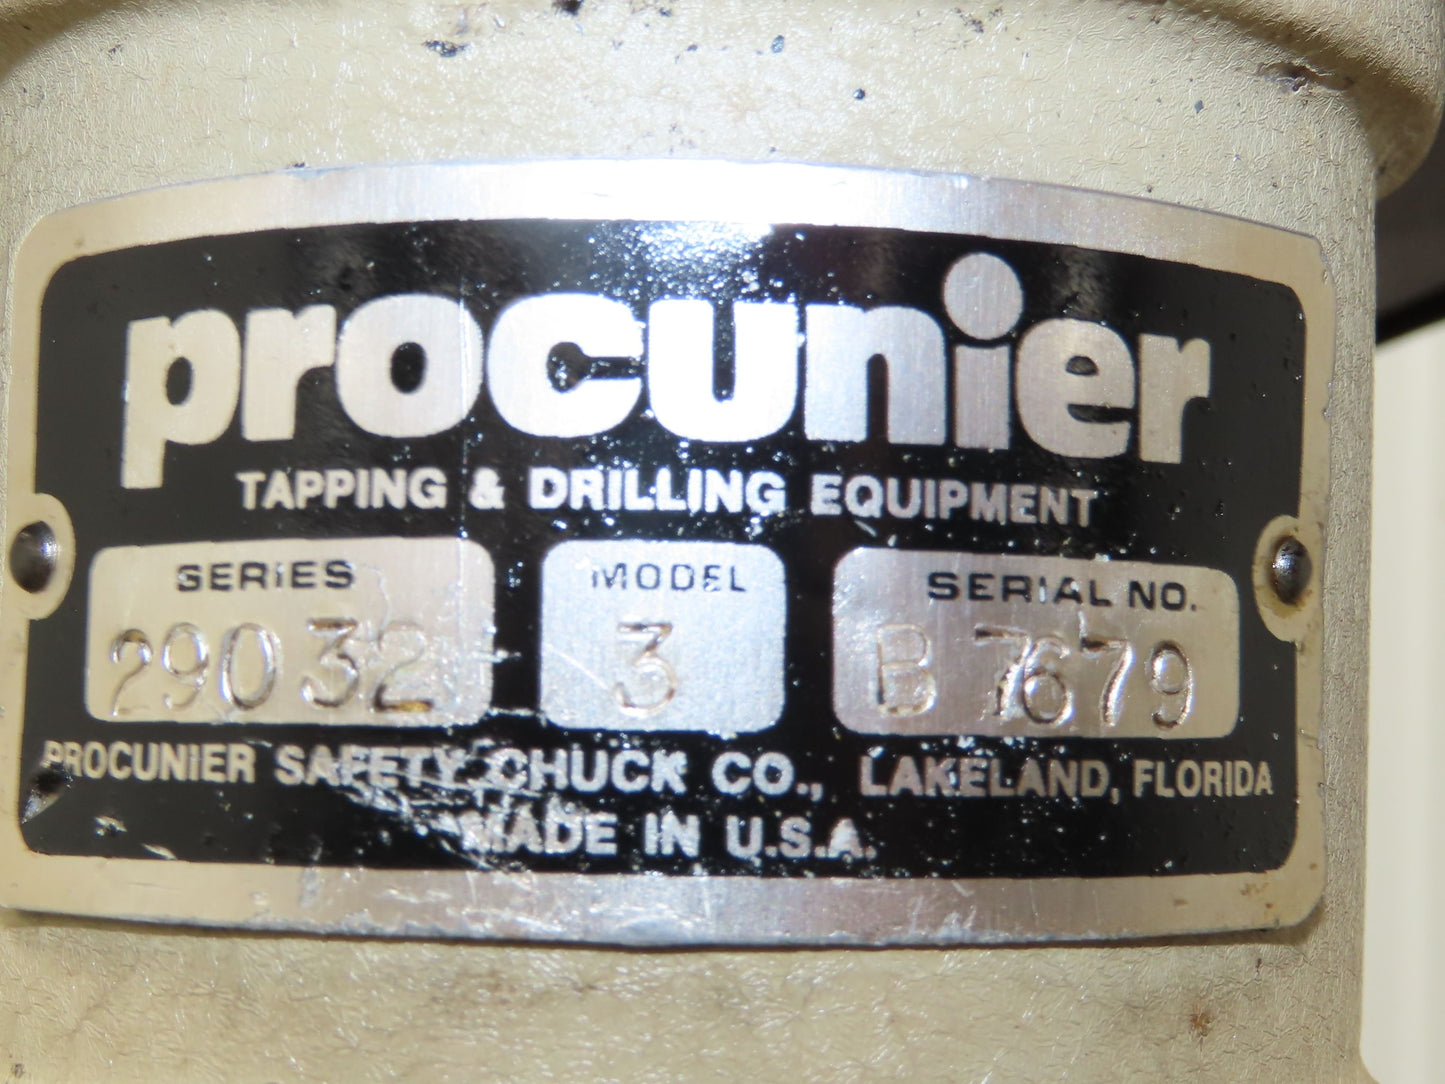 procunier
TAPPING & DRILLING EQUIPMENT
SERIES MODEL SERIAL NO.
29032 3 B 7679
PROCUNIER SAFETY CHUCK CO., LAKELAND, FLORIDA
MADE IN U.S.A.